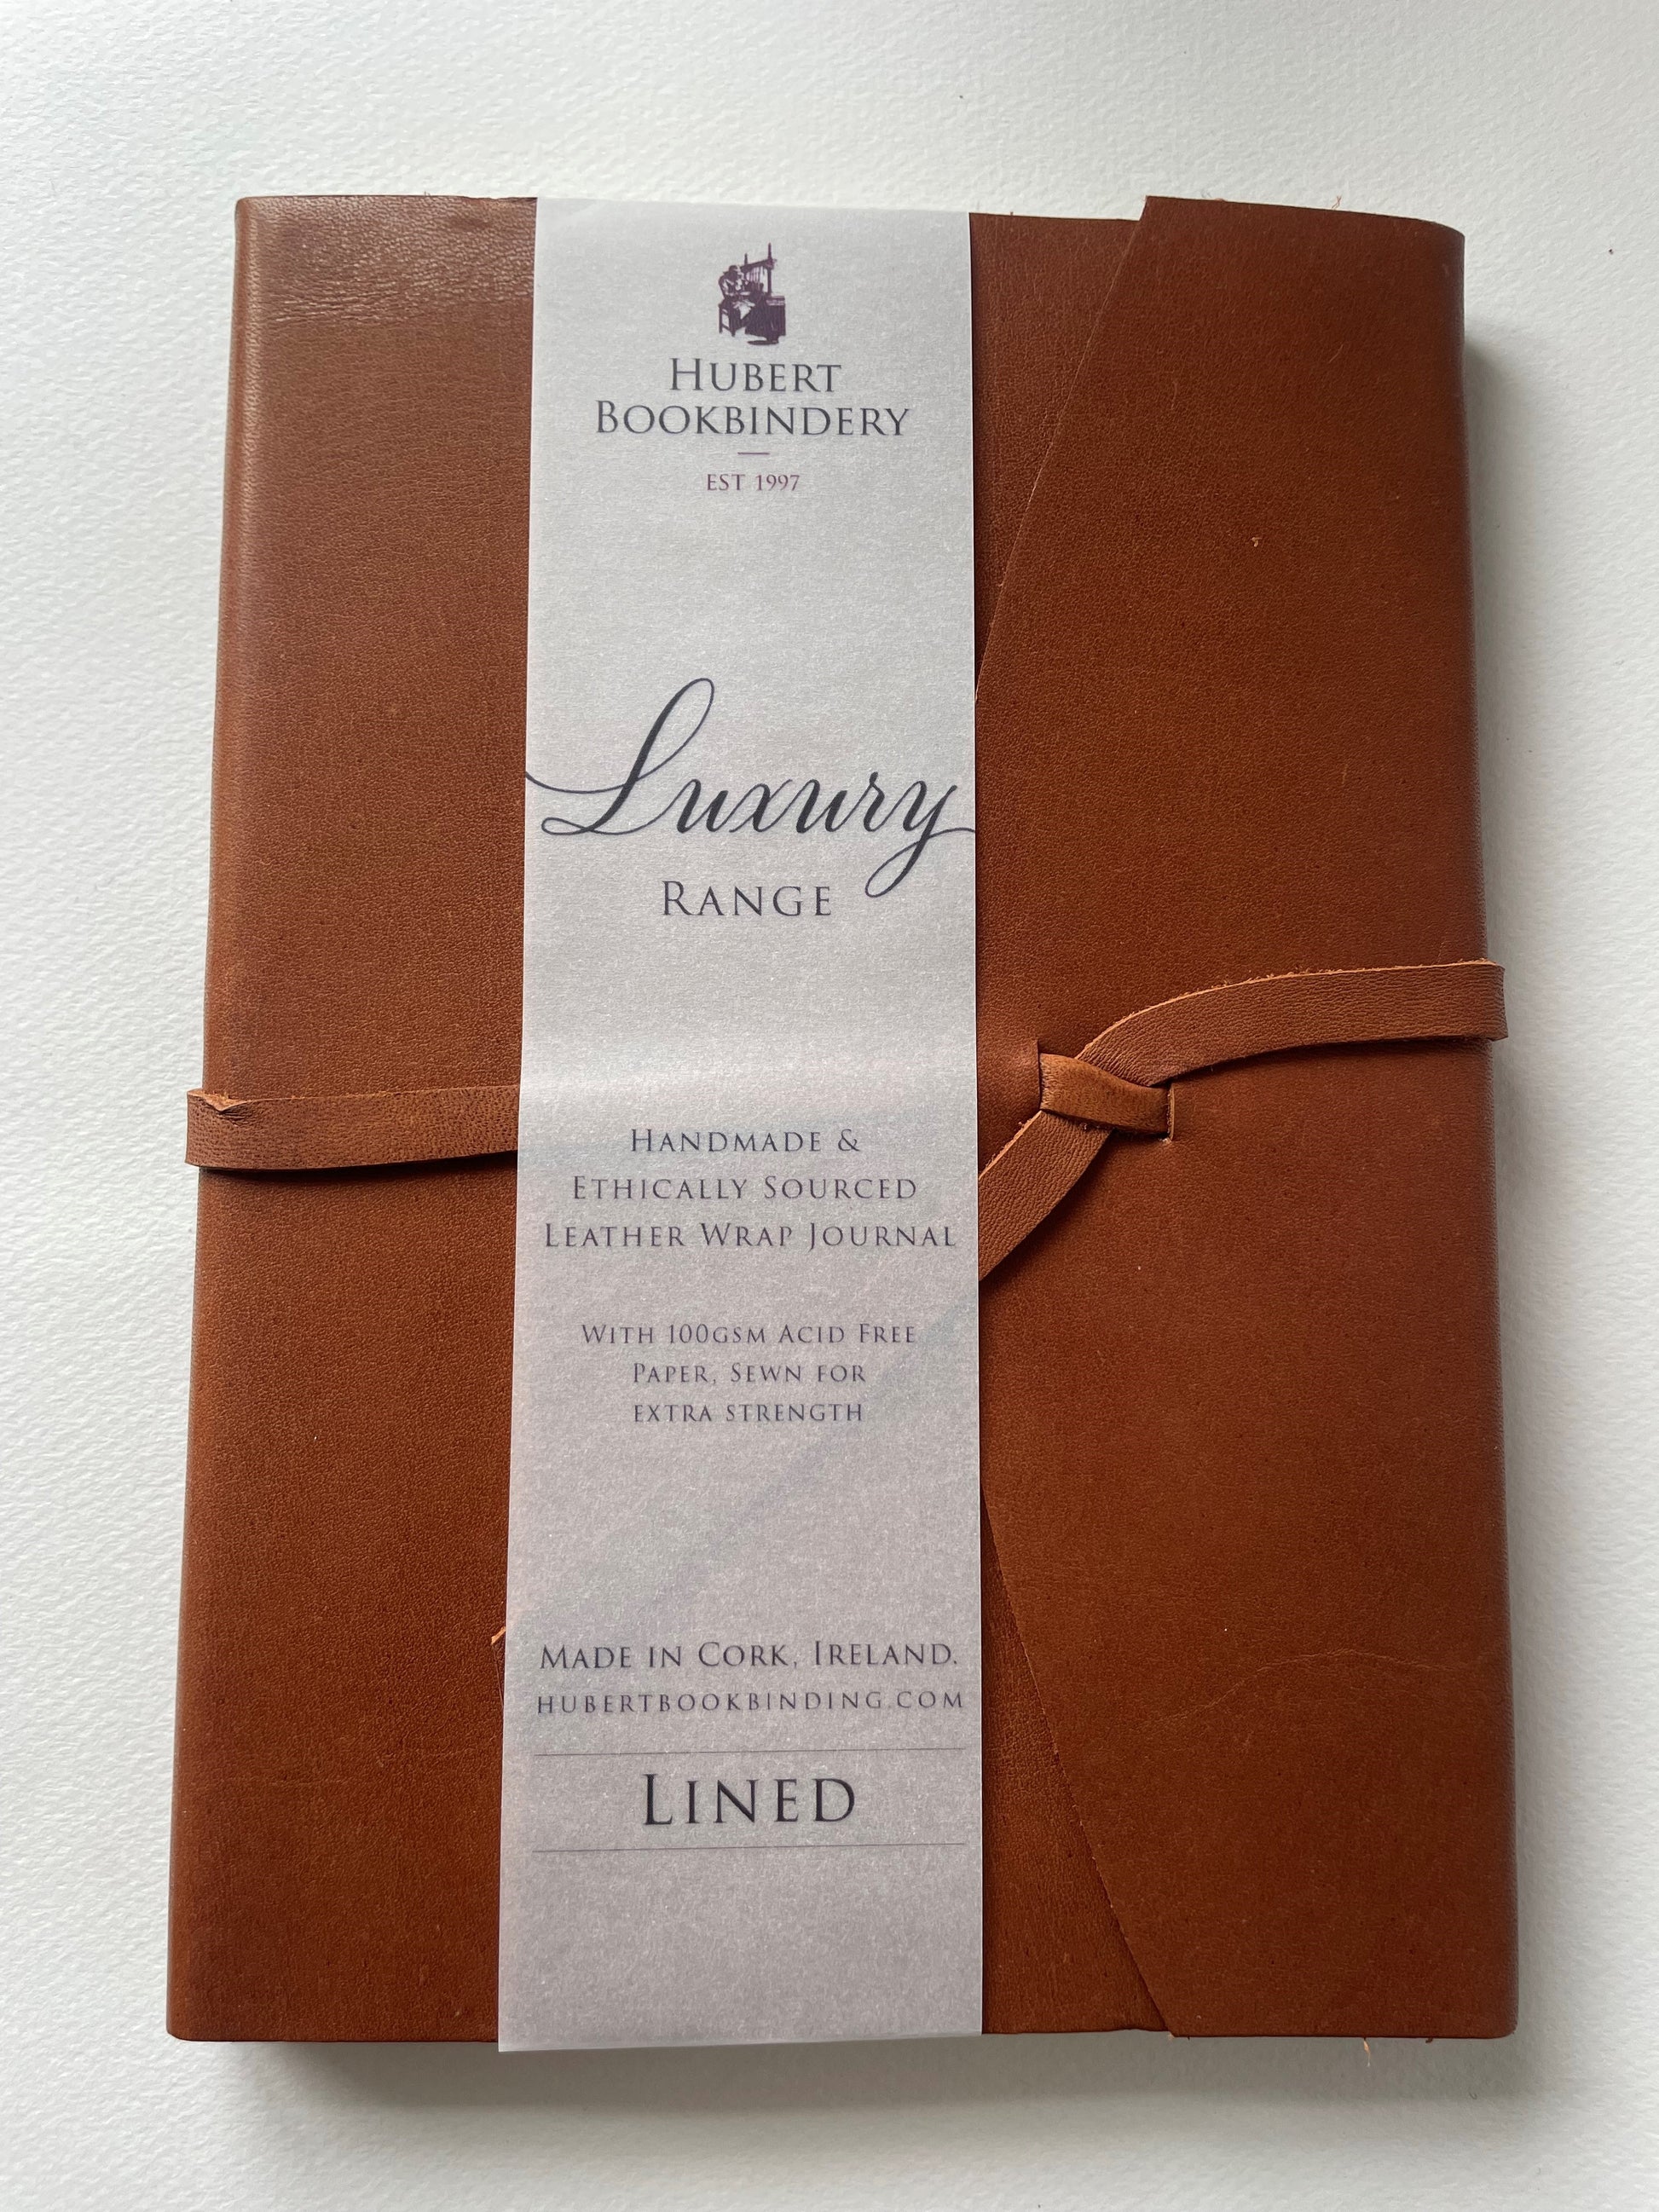 HUBERT
BOOKBINDERY
EST 1997
Luxury
RANGE
HANDMADE &
ETHICALLY SOURCED
LEATHER WRAP JOURNAL
WITH 100GSM ACID FREE
PAPER, SEWN FOR
EXTRA STRENGTH
MADE IN CORK, IRELAND.
HUBERTBOOKBINDING.COM
LINED